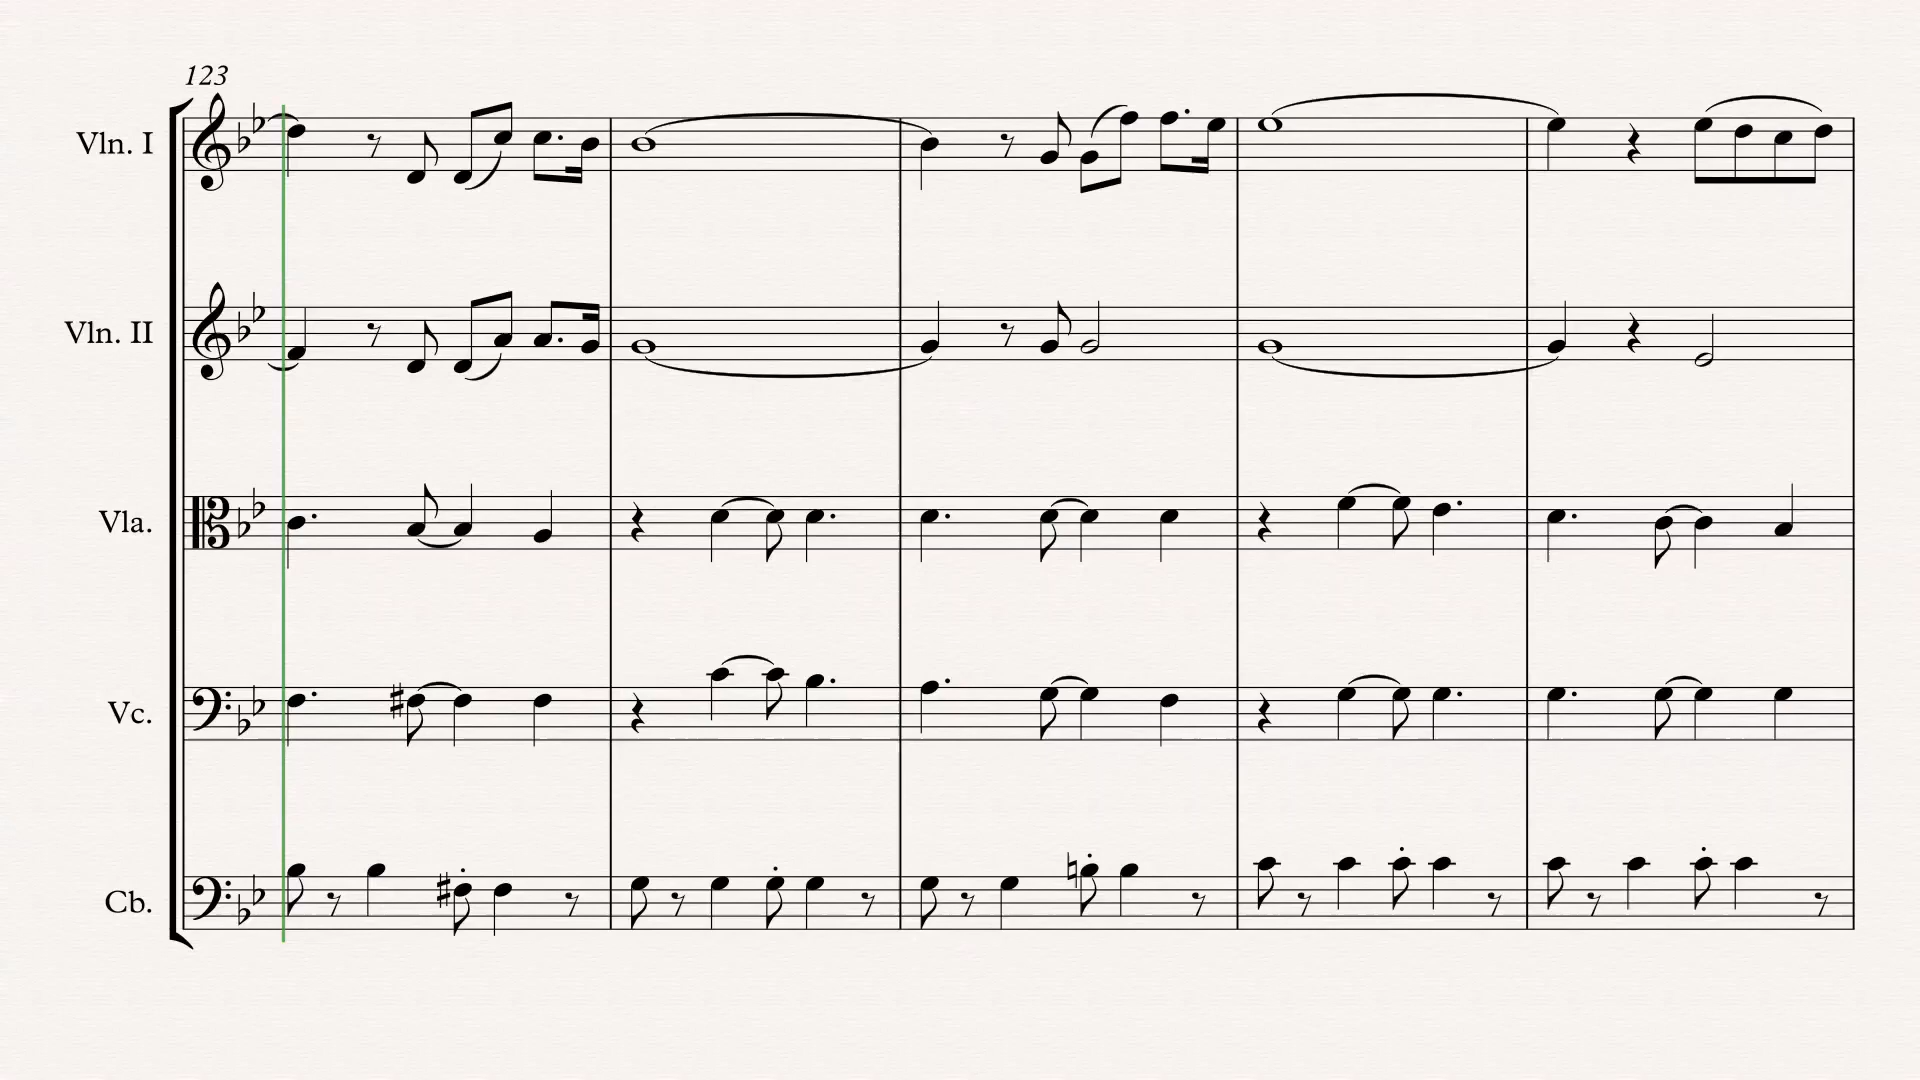 123
Vln. I
Vln. II
Vla.
Vc.
Cb.